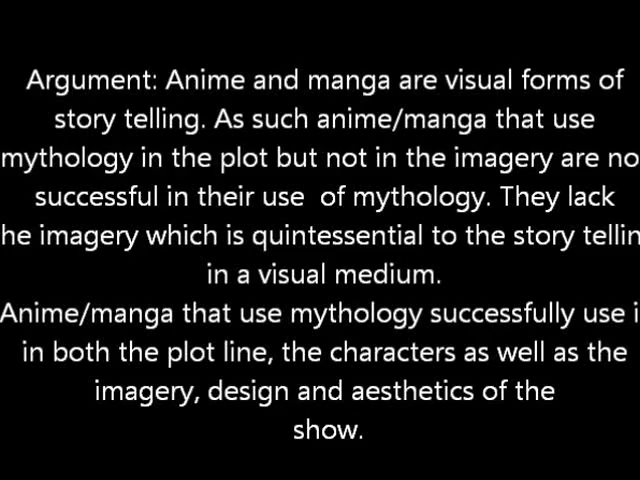 Argument: Anime and manga are visual forms of
story telling. As such anime/manga that use
mythology in the plot but not in the imagery are no
successful in their use of mythology. They lack
he imagery which is quintessential to the story tellin
in a visual medium.
Anime/manga that use mythology successfully use i
in both the plot line, the characters as well as the
imagery, design and aesthetics of the
show.